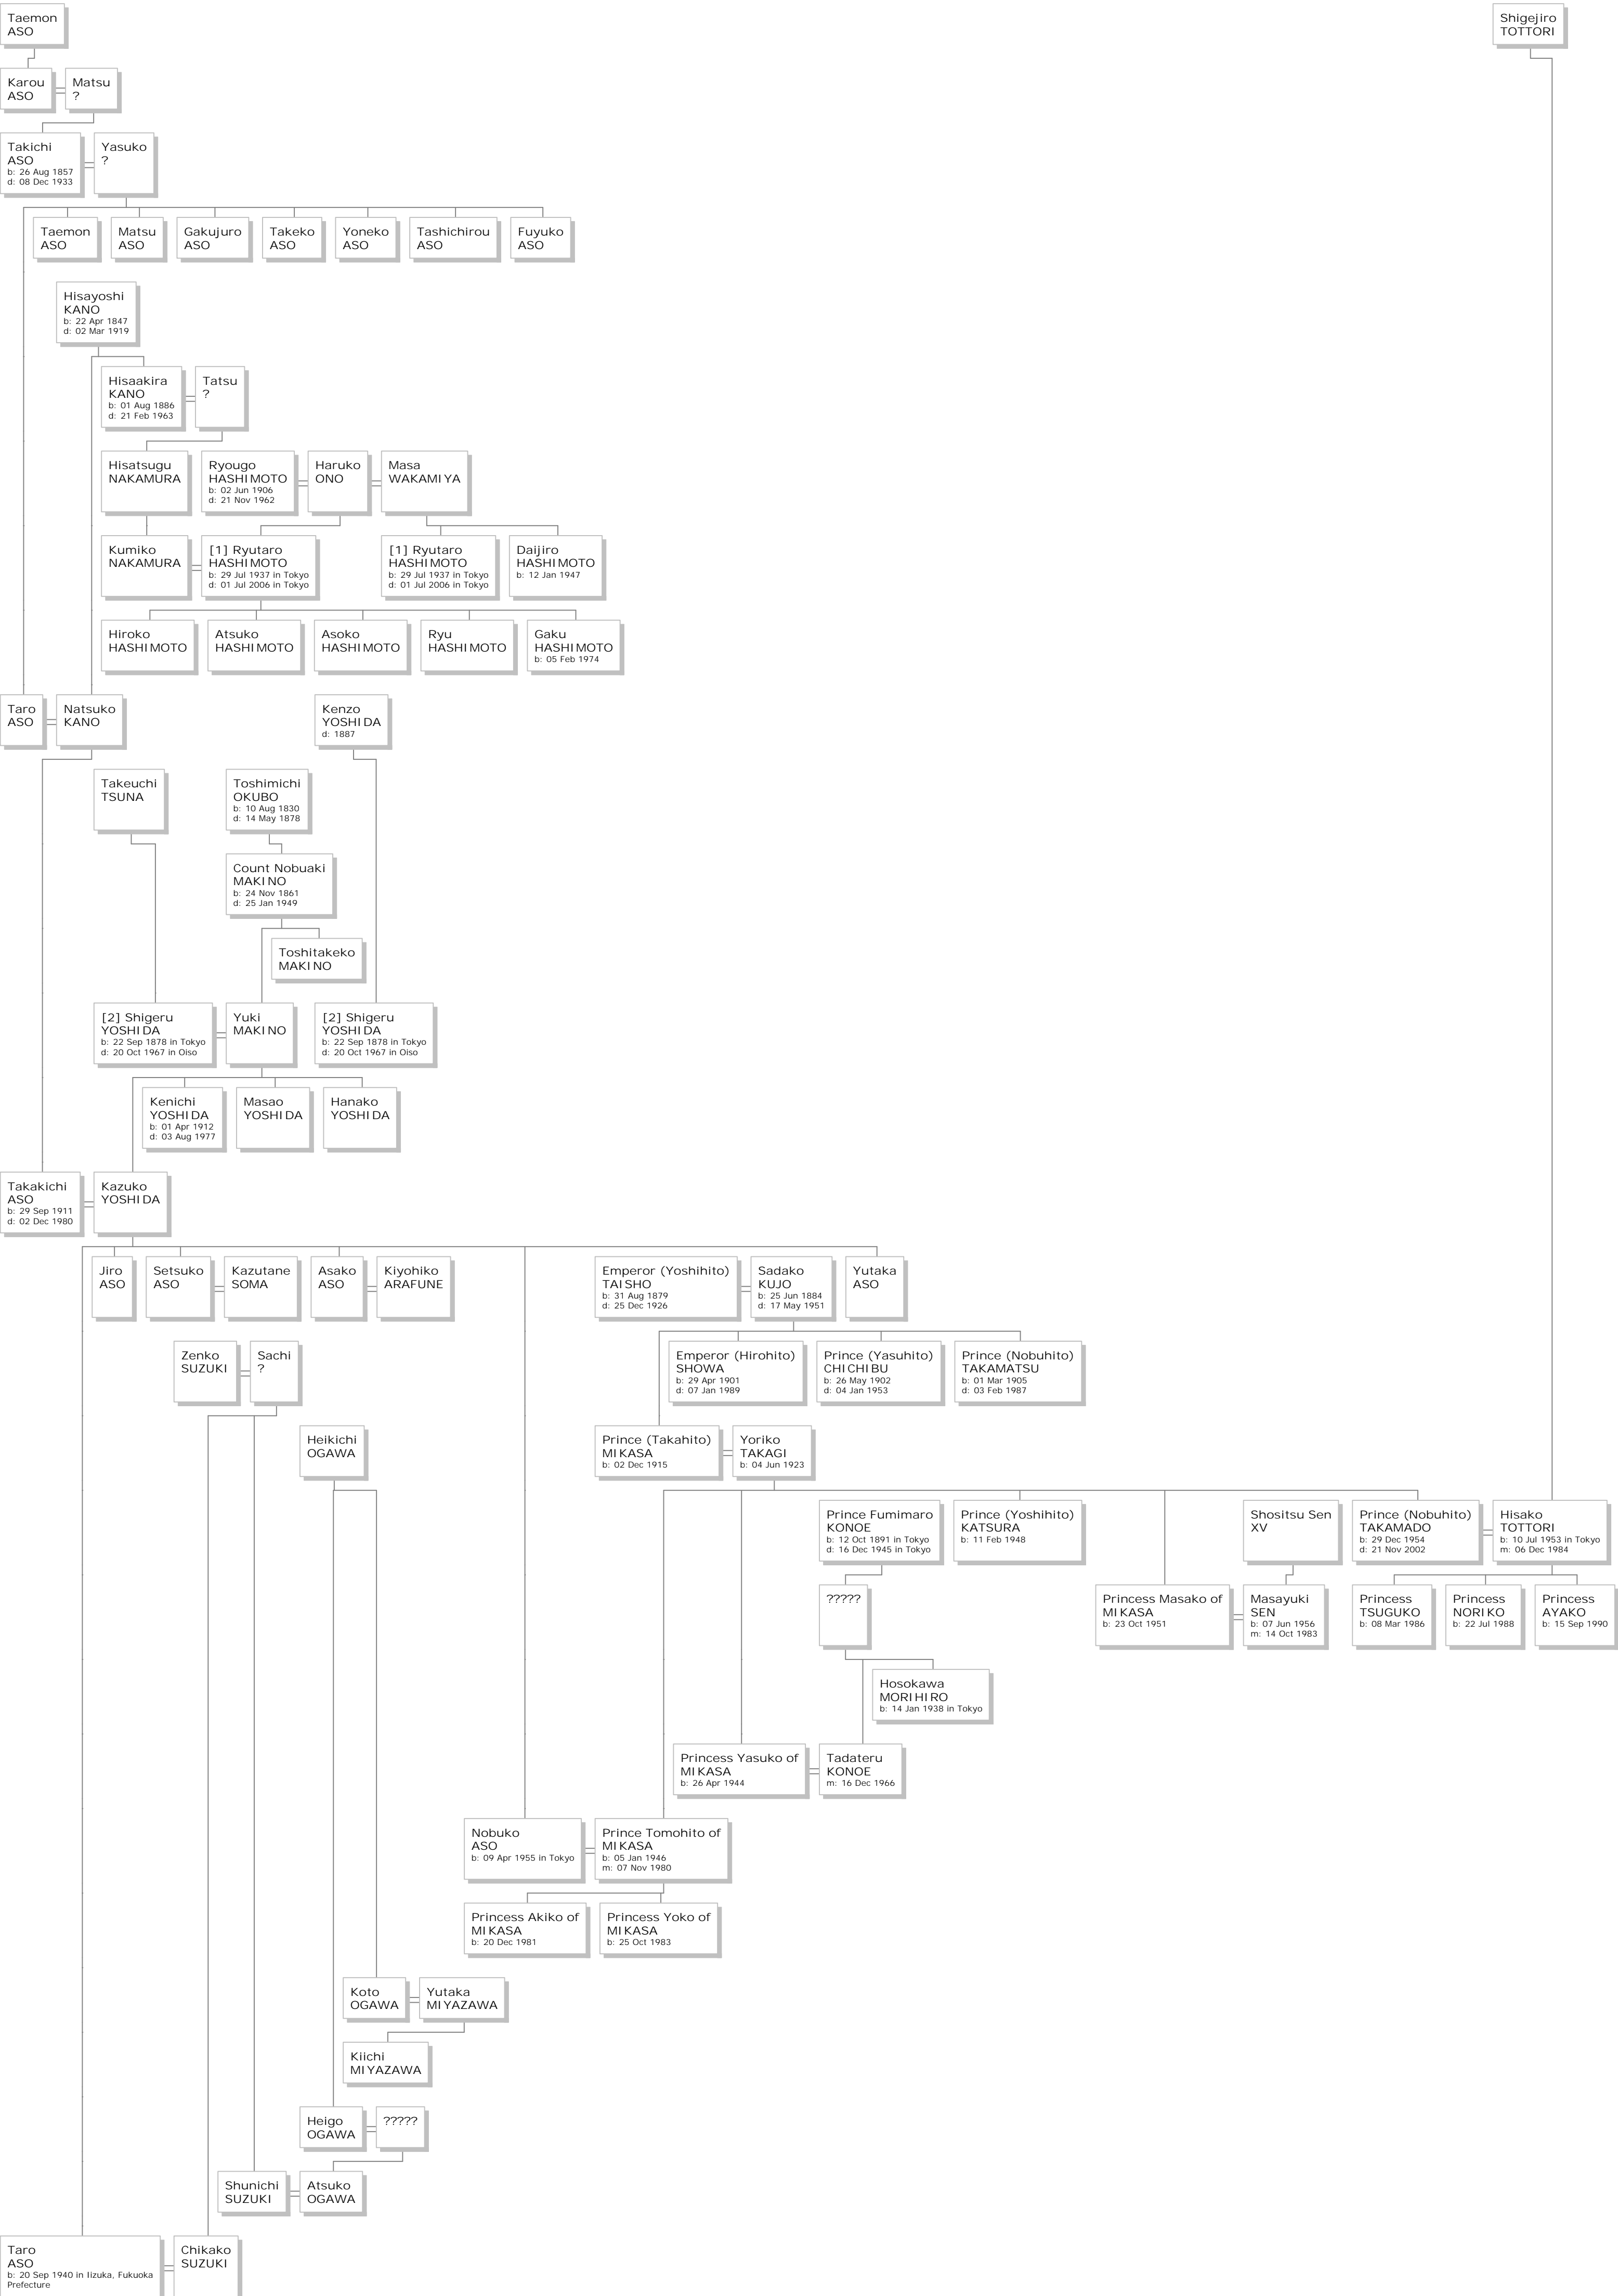 Taemon
ASO
Shigejiro
TOTTORI
Karou
ASO
Matsu
?
Takichi
ASO
b: 26 Aug 1857
d: 08 Dec 1933
Yasuko
?
Taemon
ASO
Matsu
ASO
Gakujuro
ASO
Takeko
ASO
Yoneko
ASO
Tashichirou
ASO
Fuyuko
ASO
Hisayoshi
KANO
b: 22 Apr 1847
d: 02 Mar 1919
Hisaakira
KANO
b: 01 Aug 1886
d: 21 Feb 1963
Tatsu
?
Hisatsugu
NAKAMURA
Ryougo
HASHIMOTO
b: 02 Jun 1906
d: 21 Nov 1962
Haruko
ONO
Masa
WAKAMIYA
Kumiko
NAKAMURA
[1] Ryutaro
HASHIMOTO
b: 29 Jul 1937 in Tokyo
d: 01 Jul 2006 in Tokyo
[1] Ryutaro
HASHIMOTO
b: 29 Jul 1937 in Tokyo
d: 01 Jul 2006 in Tokyo
Daijiro
HASHIMOTO
b: 12 Jan 1947
Hiroko
HASHIMOTO
Atsuko
HASHIMOTO
Asoko
HASHIMOTO
Ryu
HASHIMOTO
Gaku
HASHIMOTO
b: 05 Feb 1974
Taro
ASO
Natsuko
KANO
Kenzo
YOSHIDA
d: 1887
Takeuchi
TSUNA
Toshimichi
OKUBO
b: 10 Aug 1830
d: 14 May 1878
Count Nobuaki
MAKINO
b: 24 Nov 1861
d: 25 Jan 1949
Toshitakeko
MAKINO
[2] Shigeru
YOSHIDA
b: 22 Sep 1878 in Tokyo
d: 20 Oct 1967 in Oiso
Yuki
MAKINO
[2] Shigeru
YOSHIDA
b: 22 Sep 1878 in Tokyo
d: 20 Oct 1967 in Oiso
Kenichi
YOSHIDA
b: 01 Apr 1912
d: 03 Aug 1977
Masao
YOSHIDA
Hanako
YOSHIDA
Takakichi
ASO
b: 29 Sep 1911
d: 02 Dec 1980
Kazuko
YOSHIDA
Jiro
ASO
Setsuko
ASO
Kazutane
SOMA
Asako
ASO
Kiyohiko
ARAFUNE
Emperor (Yoshihito)
TAISHO
b: 31 Aug 1879
d: 25 Dec 1926
Sadako
KUJO
b: 25 Jun 1884
d: 17 May 1951
Yutaka
ASO
Zenko
SUZUKI
Sachi
?
Emperor (Hirohito)
SHOWA
b: 29 Apr 1901
d: 07 Jan 1989
Prince (Yasuhito)
CHICHIBU
b: 26 May 1902
d: 04 Jan 1953
Prince (Nobuhito)
TAKAMATSU
b: 01 Mar 1905
d: 03 Feb 1987
Heikichi
OGAWA
Prince (Takahito)
MIKASA
b: 02 Dec 1915
Yoriko
TAKAGI
b: 04 Jun 1923
Prince Fumimaro
KONOE
b: 12 Oct 1891 in Tokyo
d: 16 Dec 1945 in Tokyo
Prince (Yoshihito)
KATSURA
b: 11 Feb 1948
Shositsu Sen
XV
Prince (Nobuhito)
TAKAMADO
b: 29 Dec 1954
d: 21 Nov 2002
Hisako
TOTTORI
b: 10 Jul 1953 in Tokyo
m: 06 Dec 1984
?????
Princess Masako of
MIKASA
b: 23 Oct 1951
Masayuki
SEN
b: 07 Jun 1956
m: 14 Oct 1983
Princess
TSUGUKO
b: 08 Mar 1986
Princess
NORIKO
b: 22 Jul 1988
Princess
AYAKO
b: 15 Sep 1990
Hosokawa
MORIHIRO
b: 14 Jan 1938 in Tokyo
Princess Yasuko of
MIKASA
b: 26 Apr 1944
Tadateru
KONOE
m: 16 Dec 1966
Nobuko
ASO
b: 09 Apr 1955 in Tokyo
Prince Tomohito of
MIKASA
b: 05 Jan 1946
m: 07 Nov 1980
Princess Akiko of
MIKASA
b: 20 Dec 1981
Princess Yoko of
MIKASA
b: 25 Oct 1983
Koto
OGAWA
Yutaka
MIYAZAWA
Kiichi
MIYAZAWA
Heigo
OGAWA
?????
Shunichi
SUZUKI
Atsuko
OGAWA
Taro
ASO
b: 20 Sep 1940 in Iizuka, Fukuoka
Prefecture
Chikako
SUZUKI